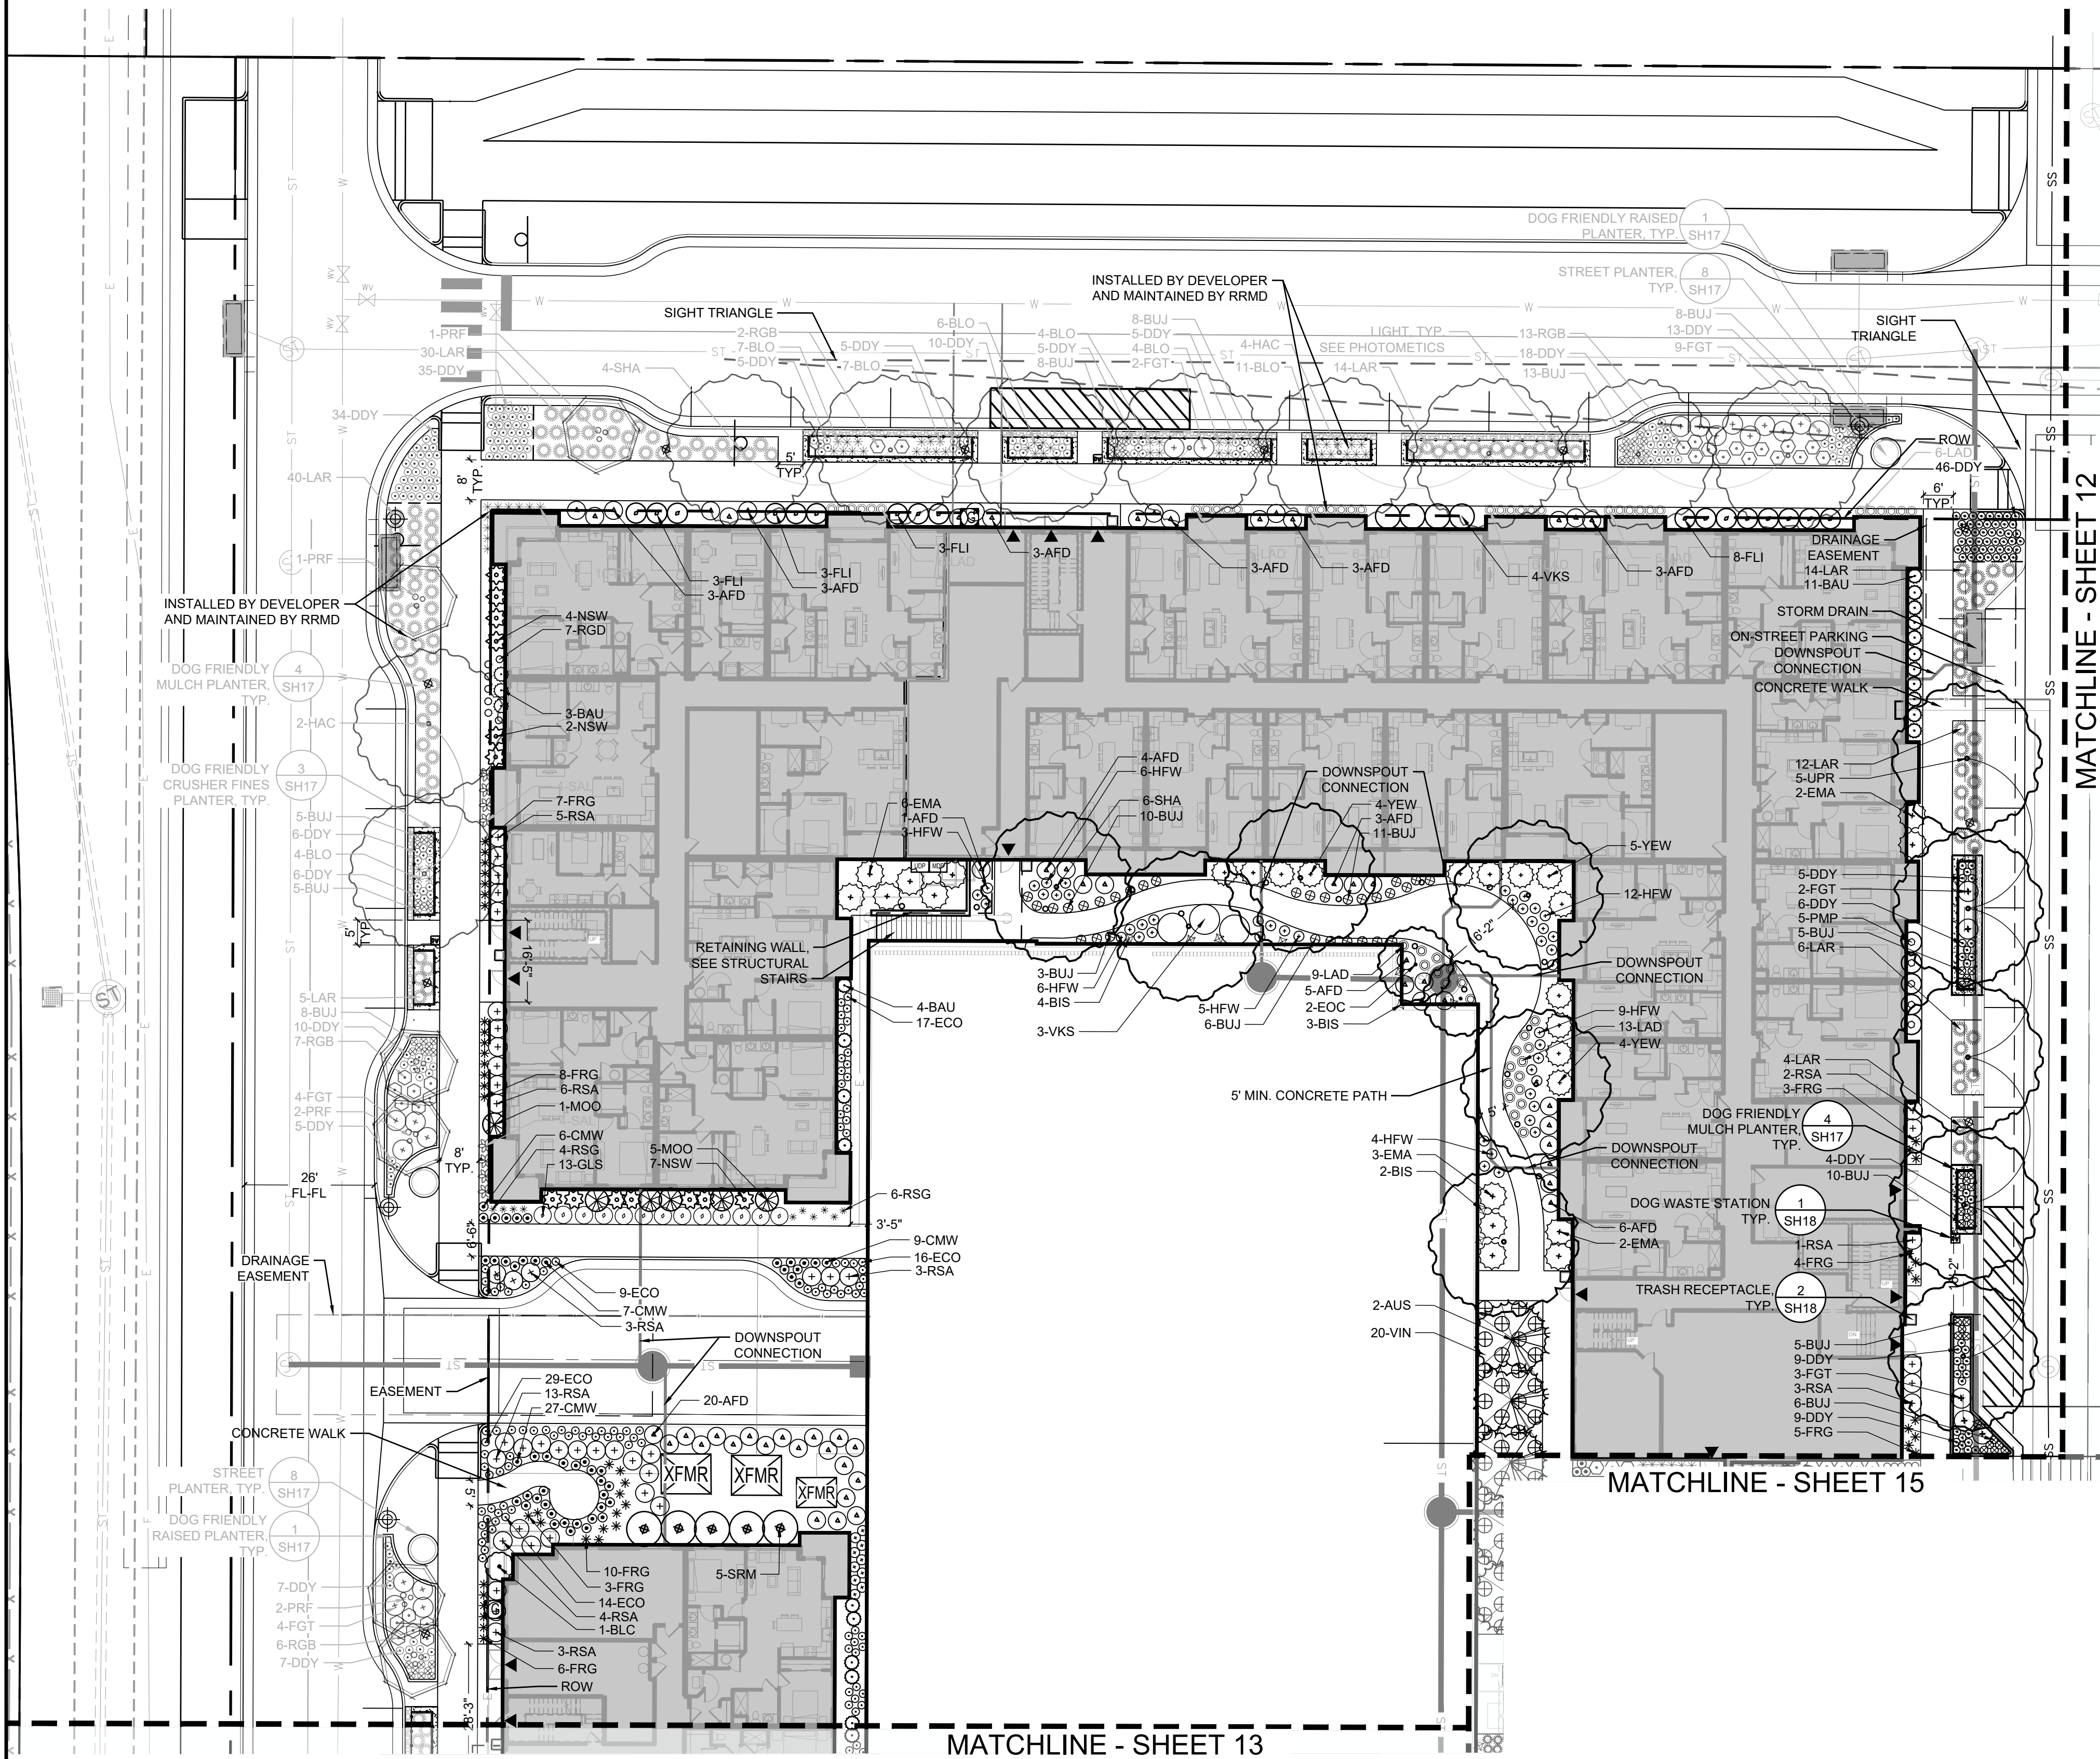 DOG FRIENDLY RAISED
PLANTER, TYP.
1
SH17
STREET PLANTER,
TYP.
8
SH17
INSTALLED BY DEVELOPER
AND MAINTAINED BY RRMD
SIGHT TRIANGLE
SIGHT
TRIANGLE
1-PRF
30-LAR
35-DDY
34-DDY
4-SHA
2-RGB
7-BLO
5-DDY
5-DDY
7-BLO
6-BLO
10-DDY
4-BLO
5-DDY
8-BUJ
8-BUJ
5-DDY
4-BLO
2-FGT
4-HAC
11-BLO
LIGHT, TYP.
SEE PHOTOMETICS
14-LAR
13-RGB
18-DDY
13-BUJ
8-BUJ
13-DDY
9-FGT
ROW
6-LAD
46-DDY
8'
TYP.
5'
TYP.
6'
TYP.
40-LAR
1-PRF
INSTALLED BY DEVELOPER
AND MAINTAINED BY RRMD
DOG FRIENDLY
MULCH PLANTER,
TYP.
4
SH17
2-HAC
DOG FRIENDLY
CRUSHER FINES
PLANTER, TYP.
3
SH17
5-BUJ
6-DDY
4-BLO
6-DDY
5-BUJ
5'
TYP.
5-LAR
8-BUJ
10-DDY
7-RGB
4-FGT
2-PRF
5-DDY
3-FLI
3-AFD
3-FLI
3-AFD
3-FLI
3-AFD
3-AFD
3-AFD
4-VKS
3-AFD
8-FLI
DRAINAGE
EASEMENT
14-LAR
11-BAU
STORM DRAIN
ON-STREET PARKING
DOWNSPOUT
CONNECTION
CONCRETE WALK
MATCHLINE - SHEET 12
4-NSW
7-RGD
3-BAU
2-NSW
7-FRG
5-RSA
16'-5"
6-EMA
1-AFD
3-HFW
4-AFD
6-HFW
6-SHA
10-BUJ
DOWNSPOUT
CONNECTION
4-YEW
3-AFD
11-BUJ
5-YEW
12-HFW
12-LAR
5-UPR
2-EMA
5-DDY
2-FGT
6-DDY
5-PMP
5-BUJ
6-LAR
RETAINING WALL,
SEE STRUCTURAL
STAIRS
3-BUJ
6-HFW
4-BIS
3-VKS
5-HFW
6-BUJ
9-LAD
5-AFD
2-EOC
3-BIS
6'-2"
DOWNSPOUT
CONNECTION
9-HFW
13-LAD
4-YEW
4-BAU
17-ECO
5' MIN. CONCRETE PATH
5'
4-HFW
3-EMA
2-BIS
DOWNSPOUT
CONNECTION
6-AFD
2-EMA
4-LAR
2-RSA
3-FRG
DOG FRIENDLY
MULCH PLANTER,
TYP.
4
SH17
4-DDY
10-BUJ
DOG WASTE STATION
TYP.
1
SH18
1-RSA
4-FRG
TRASH RECEPTACLE,
TYP.
2
SH18
5-BUJ
9-DDY
3-FGT
3-RSA
6-BUJ
9-DDY
5-FRG
8-FRG
6-RSA
1-MOO
6-CMW
4-RSG
13-GLS
5-MOO
7-NSW
8'
TYP.
26'
FL-FL
6-RSG
3'-5"
6'-6"
9-CMW
16-ECO
3-RSA
DRAINAGE
EASEMENT
9-ECO
7-CMW
3-RSA
DOWNSPOUT
CONNECTION
2-AUS
20-VIN
EASEMENT
29-ECO
13-RSA
27-CMW
20-AFD
CONCRETE WALK
STREET
PLANTER, TYP.
8
SH17
DOG FRIENDLY
RAISED PLANTER,
TYP.
1
SH17
5'
XFMR
XFMR
XFMR
MATCHLINE - SHEET 15
10-FRG
3-FRG
14-ECO
4-RSA
1-BLC
5-SRM
7-DDY
2-PRF
4-FGT
6-RGB
7-DDY
3-RSA
6-FRG
ROW
28'-3"
MATCHLINE - SHEET 13